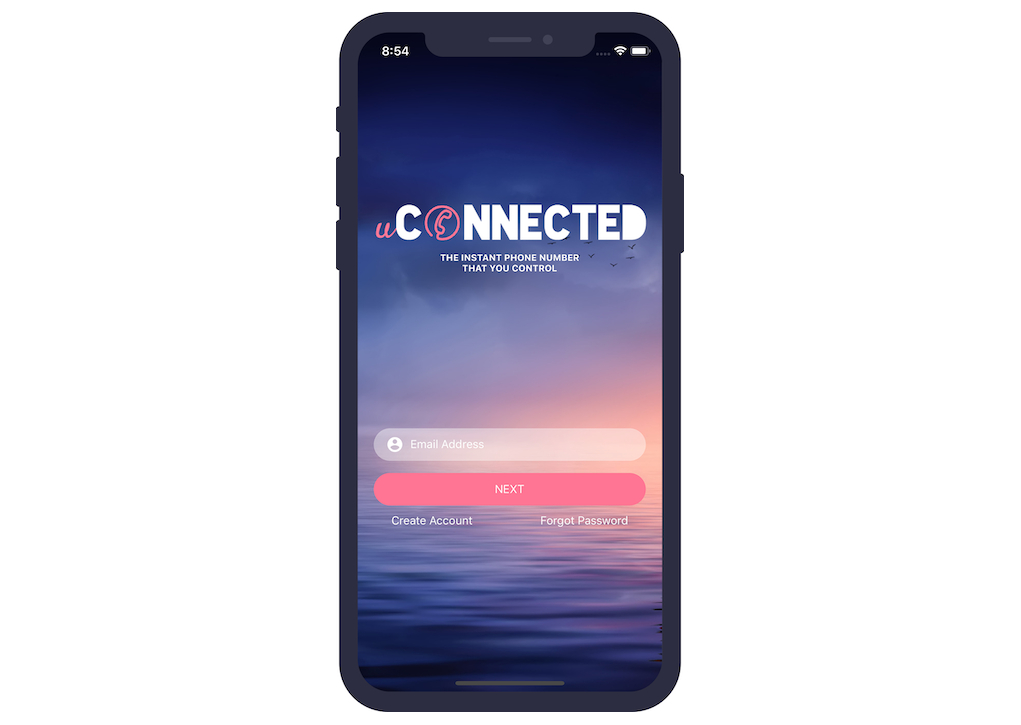 8:54
uCONNECTED
THE INSTANT PHONE NUMBER
THAT YOU CONTROL
Email Address
NEXT
Create Account
Forgot Password